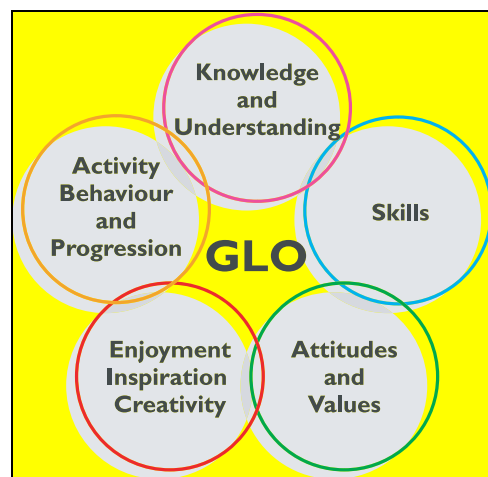 Knowledge
and
Understanding
Skills
Attitudes
and
Values
Enjoyment
Inspiration
Creativity
Activity
Behaviour
and
Progression
GLO